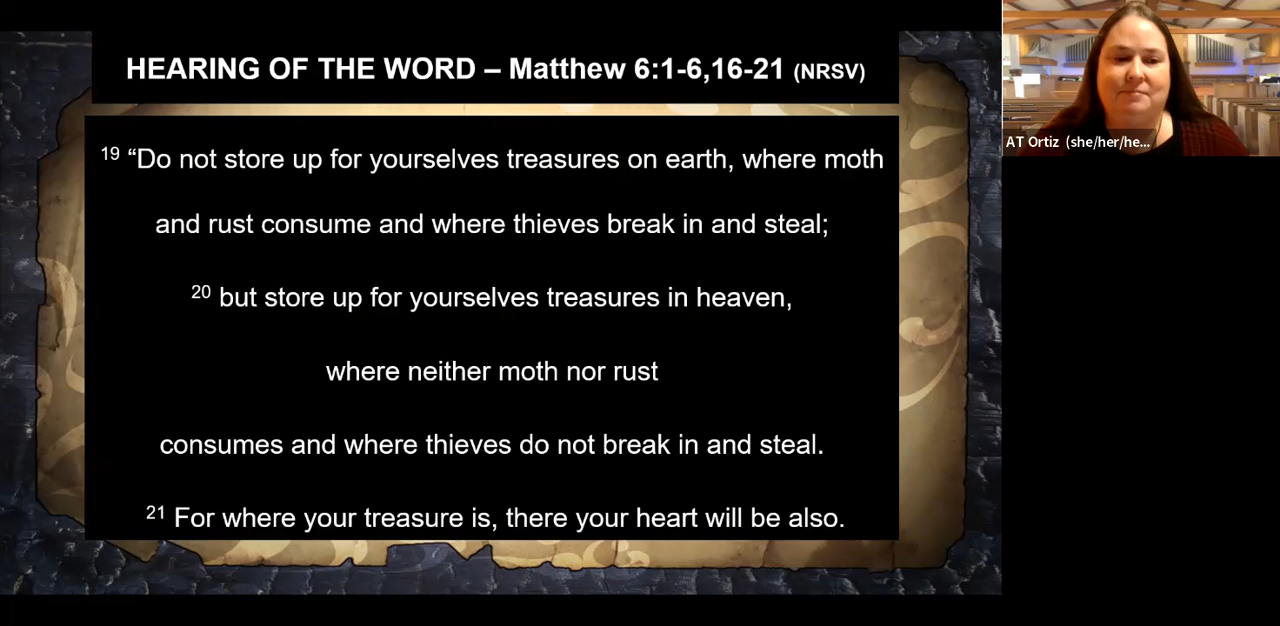 HEARING OF THE WORD – Matthew 6:1-6,16-21 (NRSV)
19 “Do not store up for yourselves treasures on earth, where moth
and rust consume and where thieves break in and steal;
20 but store up for yourselves treasures in heaven,
where neither moth nor rust
consumes and where thieves do not break in and steal.
21 For where your treasure is, there your heart will be also.
AT Ortiz (she/her/he...